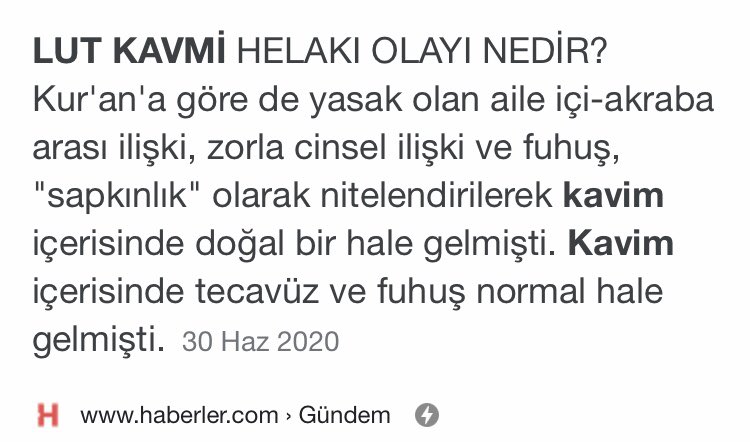 LUT KAVMİ HELAKI OLAYI NEDİR?
Kur'an'a göre de yasak olan aile içi-akraba
arası ilişki, zorla cinsel ilişki ve fuhuş,
"sapkınlık" olarak nitelendirilerek kavim
içerisinde doğal bir hale gelmişti. Kavim
içerisinde tecavüz ve fuhuş normal hale
gelmişti. 30 Haz 2020
H www.haberler.com › Gündem